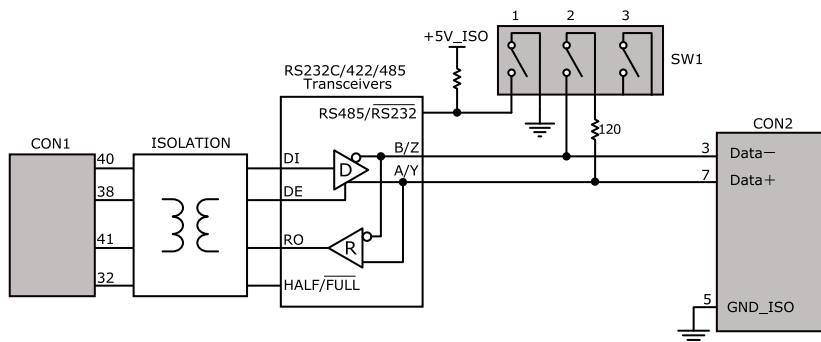 1 2 3
+5V_ISO
SW1
RS232C/422/485
Transceivers
RS485/RS232
CON1
ISOLATION
120
CON2
40
DI
D
B/Z
3
Data−
38
DE
A/Y
7
Data+
41
RO
R
32
HALF/FULL
5
GND_ISO